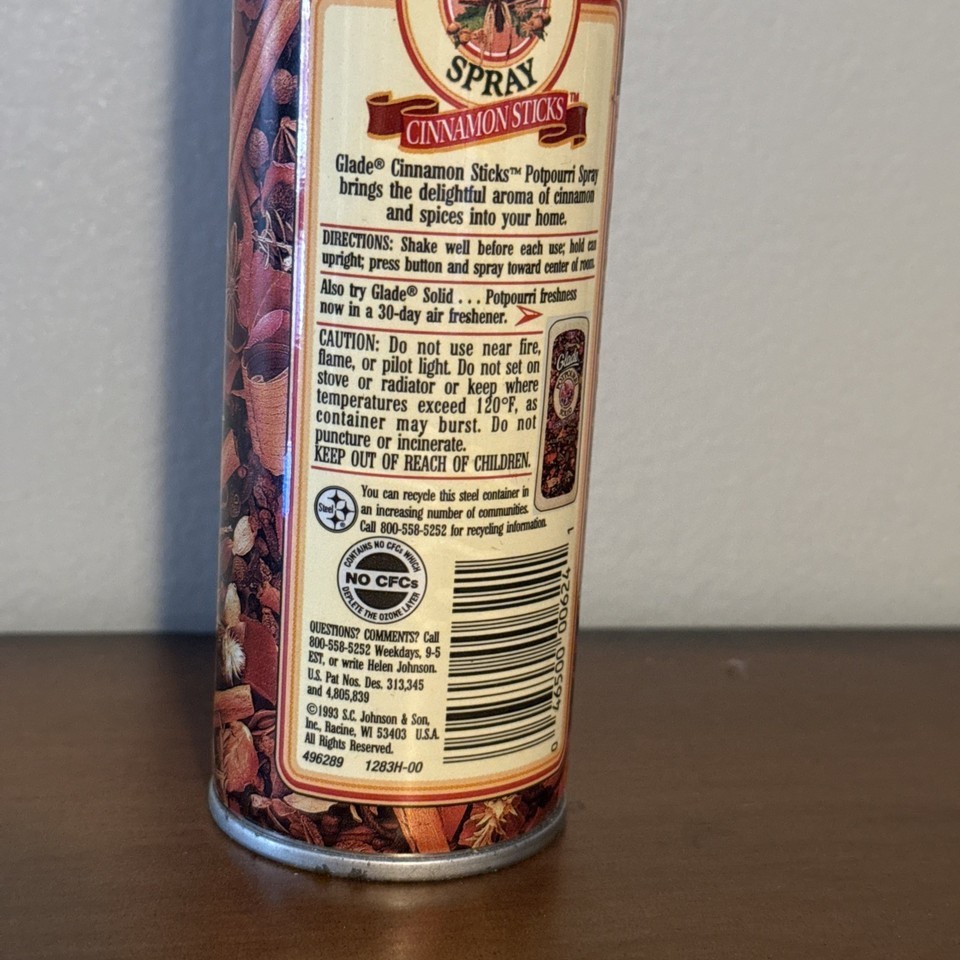 SPRAY
CINNAMON STICKS™
Glade® Cinnamon Sticks™ Potpourri Spray
brings the delightful aroma of cinnamon
and spices into your home.
DIRECTIONS: Shake well before each use; hold can
upright; press button and spray toward center of room.
Also try Glade® Solid . . . Potpourri freshness
now in a 30-day air freshener.
Glade
CAUTION: Do not use near fire,
flame, or pilot light. Do not set on
stove or radiator or keep where
temperatures exceed 120°F, as
container may burst. Do not
puncture or incinerate.
KEEP OUT OF REACH OF CHILDREN.
Steel
You can recycle this steel container in
an increasing number of communities.
Call 800-558-5252 for recycling information.
CONTAINS NO CFCs WHICH
NO CFCs
DEPLETE THE OZONE LAYER
QUESTIONS? COMMENTS? Call
800-558-5252 Weekdays, 9-5
EST, or write Helen Johnson.
U.S. Pat Nos. Des. 313,345
and 4,805,839
©1993 S.C. Johnson & Son,
Inc., Racine, WI 53403 U.S.A.
All Rights Reserved.
496289 1283H-00
0 46500 00624 1